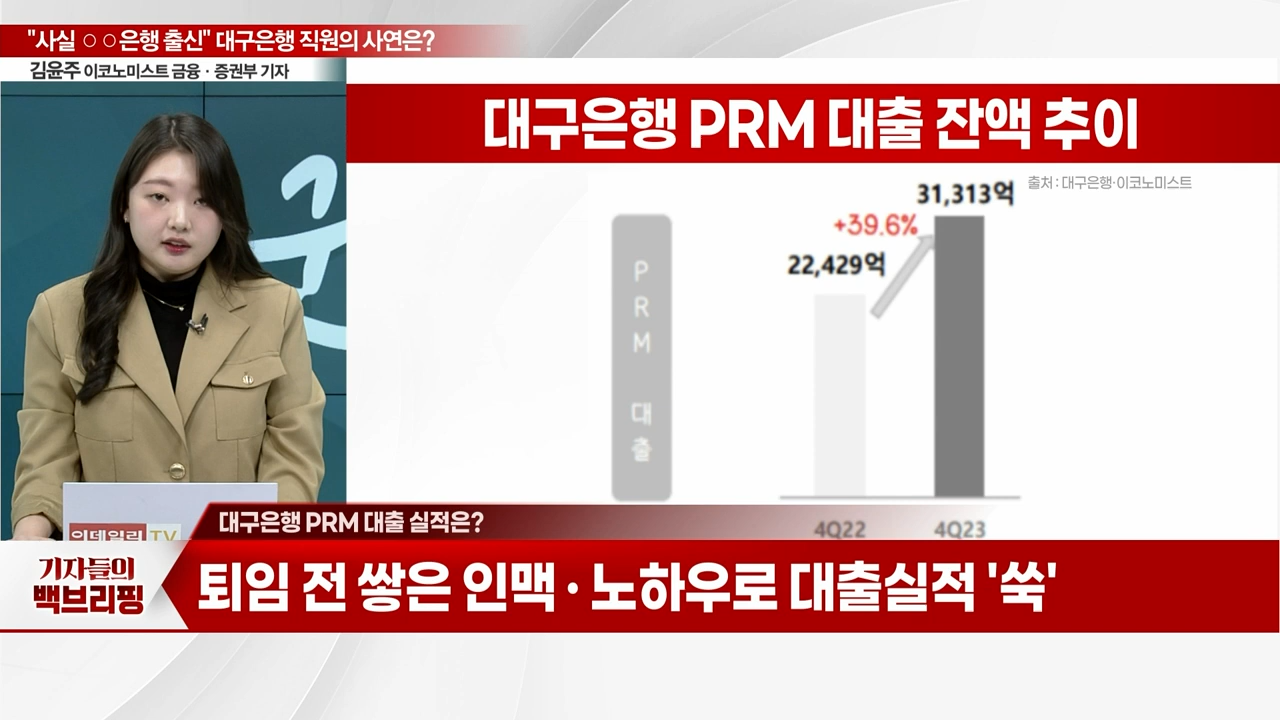 "사실 ○○은행 출신" 대구은행 직원의 사연은?
김윤주 이코노미스트 금융·증권부 기자
대구은행 PRM 대출 잔액 추이
출처 : 대구은행·이코노미스트
31,313억
+39.6%
22,429억
P
R
M
대
출
4Q22 4Q23
이데일리 TV
대구은행 PRM 대출 실적은?
기자들의
백브리핑
퇴임 전 쌓은 인맥·노하우로 대출실적 '쑥'